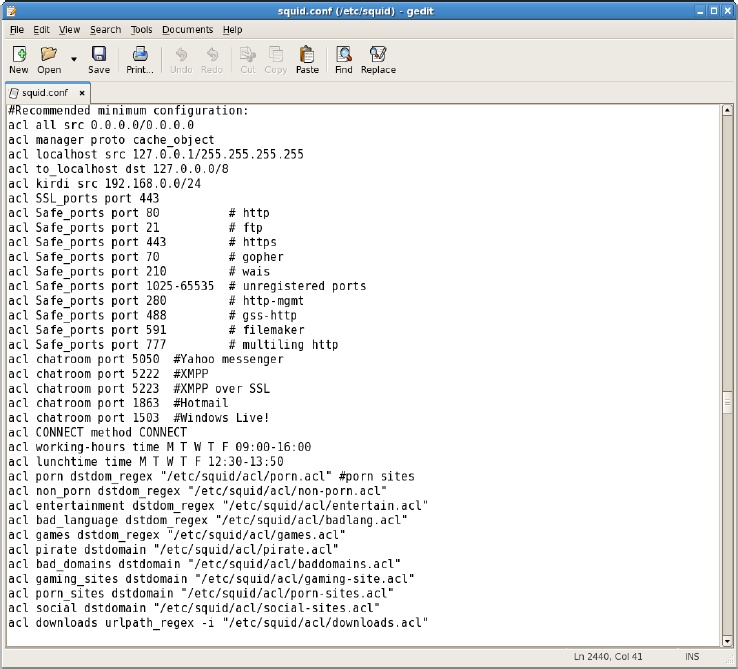 squid.conf (/etc/squid) - gedit
File Edit View Search Tools Documents Help
New Open Save Print... Undo Redo Cut Copy Paste Find Replace
squid.conf
#Recommended minimum configuration:
acl all src 0.0.0.0/0.0.0.0
acl manager proto cache_object
acl localhost src 127.0.0.1/255.255.255.255
acl to_localhost dst 127.0.0.0/8
acl kirdi src 192.168.0.0/24
acl SSL_ports port 443
acl Safe_ports port 80 # http
acl Safe_ports port 21 # ftp
acl Safe_ports port 443 # https
acl Safe_ports port 70 # gopher
acl Safe_ports port 210 # wais
acl Safe_ports port 1025-65535 # unregistered ports
acl Safe_ports port 280 # http-mgmt
acl Safe_ports port 488 # gss-http
acl Safe_ports port 591 # filemaker
acl Safe_ports port 777 # multiling http
acl chatroom port 5050 #Yahoo messenger
acl chatroom port 5222 #XMPP
acl chatroom port 5223 #XMPP over SSL
acl chatroom port 1863 #Hotmail
acl chatroom port 1503 #Windows Live!
acl CONNECT method CONNECT
acl working-hours time M T W T F 09:00-16:00
acl lunchtime time M T W T F 12:30-13:50
acl porn dstdom_regex "/etc/squid/acl/porn.acl" #porn sites
acl non_porn dstdom_regex "/etc/squid/acl/non-porn.acl"
acl entertainment dstdom_regex "/etc/squid/acl/entertain.acl"
acl bad_language dstdom_regex "/etc/squid/acl/badlang.acl"
acl games dstdom_regex "/etc/squid/acl/games.acl"
acl pirate dstdomain "/etc/squid/acl/pirate.acl"
acl bad_domains dstdomain "/etc/squid/acl/baddomains.acl"
acl gaming_sites dstdomain "/etc/squid/acl/gaming-site.acl"
acl porn_sites dstdomain "/etc/squid/acl/porn-sites.acl"
acl social dstdomain "/etc/squid/acl/social-sites.acl"
acl downloads urlpath_regex -i "/etc/squid/acl/downloads.acl"
Ln 2440, Col 41 INS